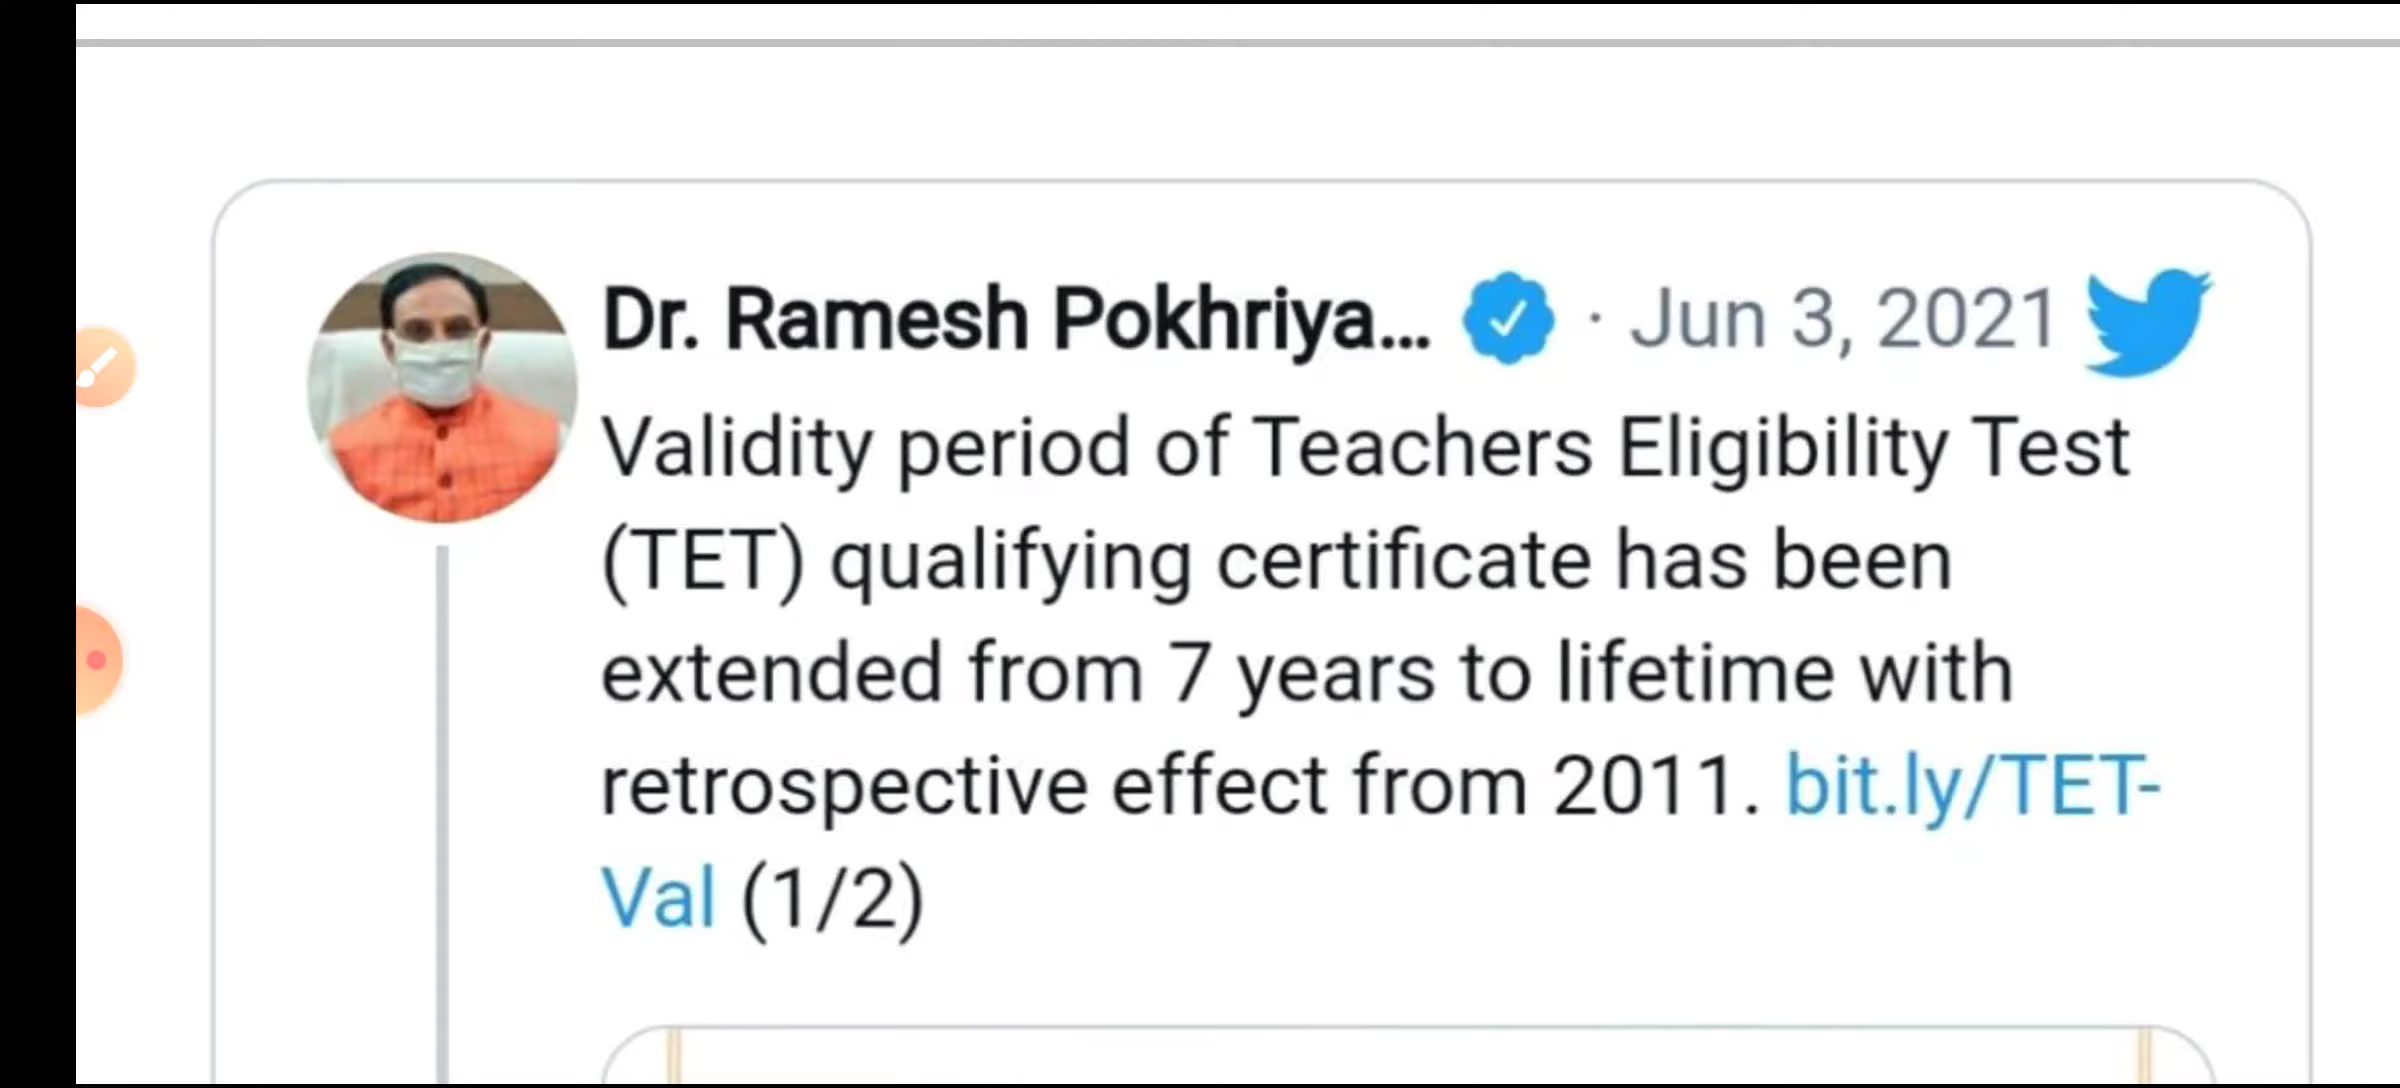 Dr. Ramesh Pokhriya... · Jun 3, 2021
Validity period of Teachers Eligibility Test
(TET) qualifying certificate has been
extended from 7 years to lifetime with
retrospective effect from 2011. bit.ly/TET-
Val (1/2)